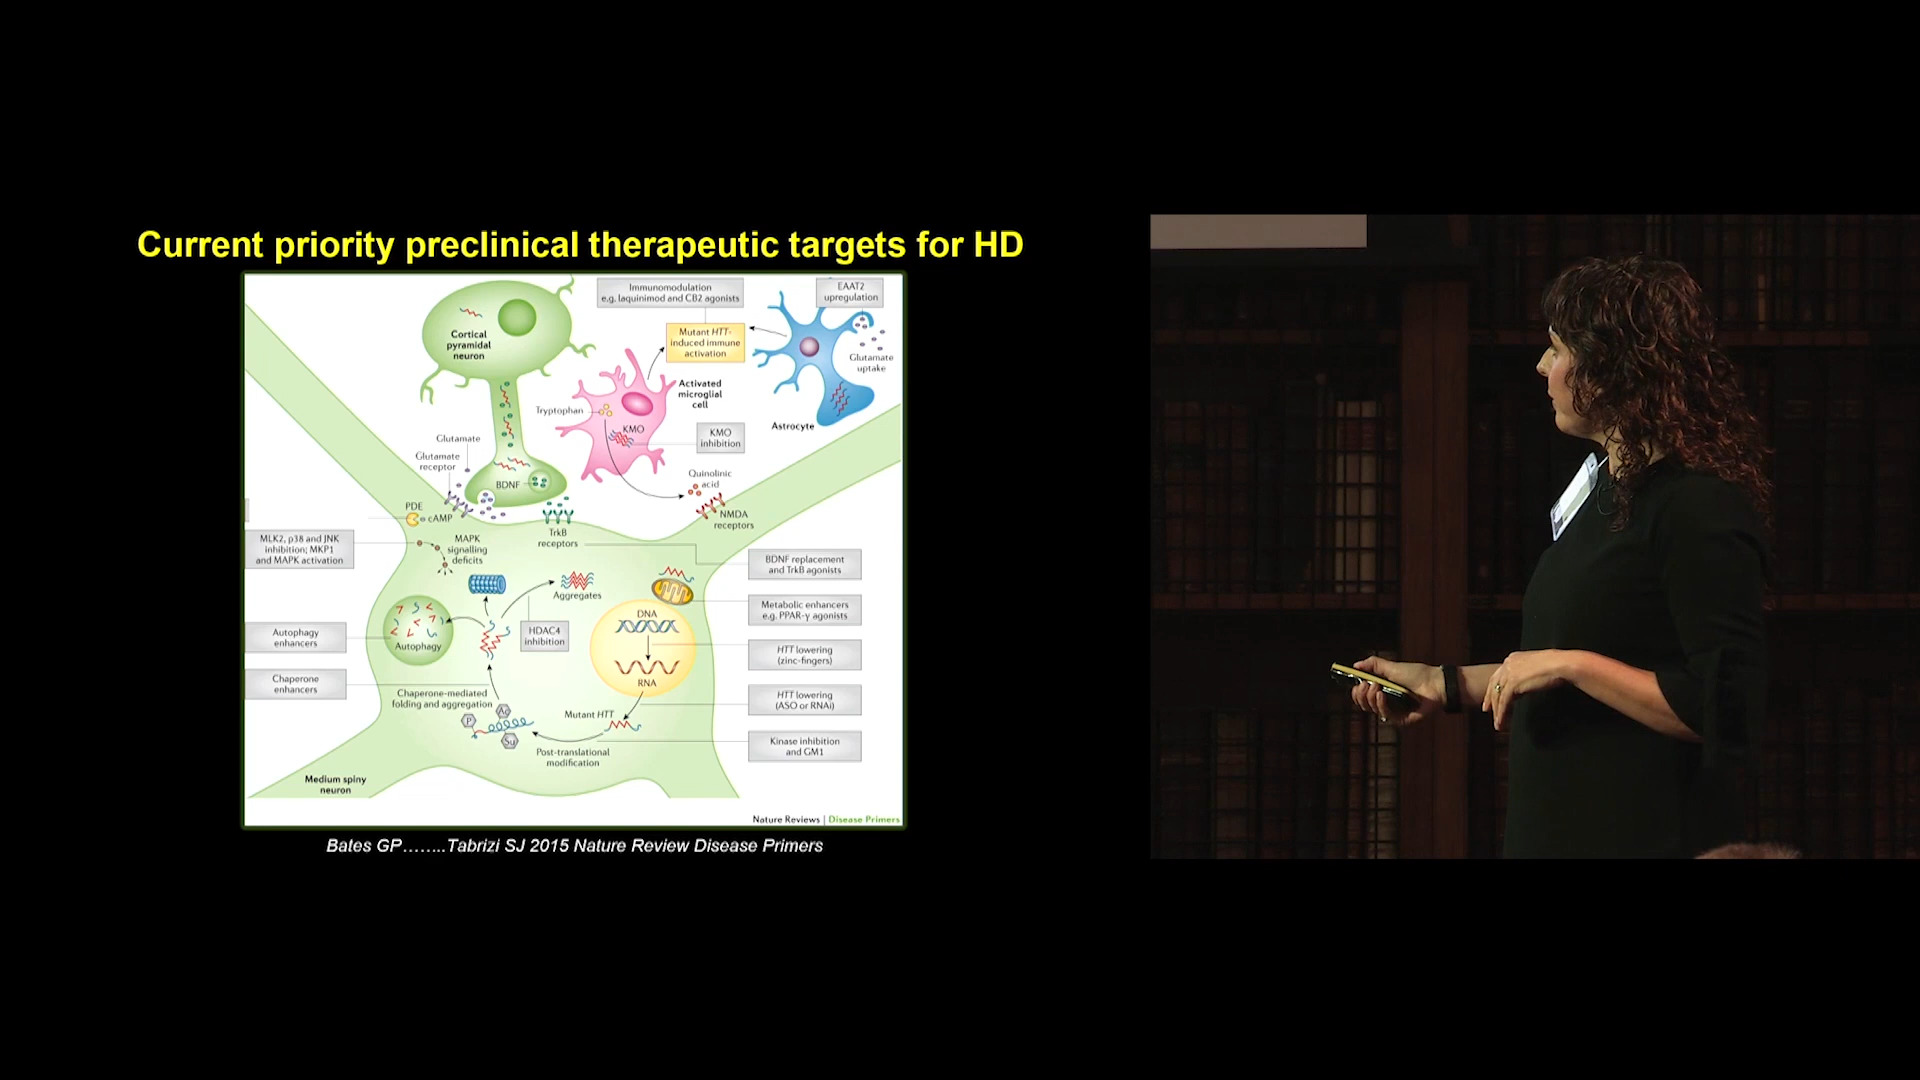 Current priority preclinical therapeutic targets for HD
Immunomodulation
e.g. laquinimod and CB2 agonists
EAAT2
upregulation
Cortical
pyramidal
neuron
Mutant HTT-
induced immune
activation
Glutamate
uptake
Activated
microglial
cell
Tryptophan
KMO
KMO
inhibition
Astrocyte
Glutamate
Glutamate
receptor
Quinolinic
acid
BDNF
PDE
cAMP
NMDA
receptors
TrkB
receptors
MLK2, p38 and JNK
inhibition; MKP1
and MAPK activation
MAPK
signalling
deficits
BDNF replacement
and TrkB agonists
Aggregates
Metabolic enhancers
e.g. PPAR-γ agonists
DNA
HDAC4
inhibition
Autophagy
enhancers
Autophagy
HTT lowering
(zinc-fingers)
RNA
Chaperone
enhancers
Chaperone-mediated
folding and aggregation
HTT lowering
(ASO or RNAi)
P
Ac
Su
Mutant HTT
Kinase inhibition
and GM1
Post-translational
modification
Medium spiny
neuron
Nature Reviews | Disease Primers
Bates GP……..Tabrizi SJ 2015 Nature Review Disease Primers